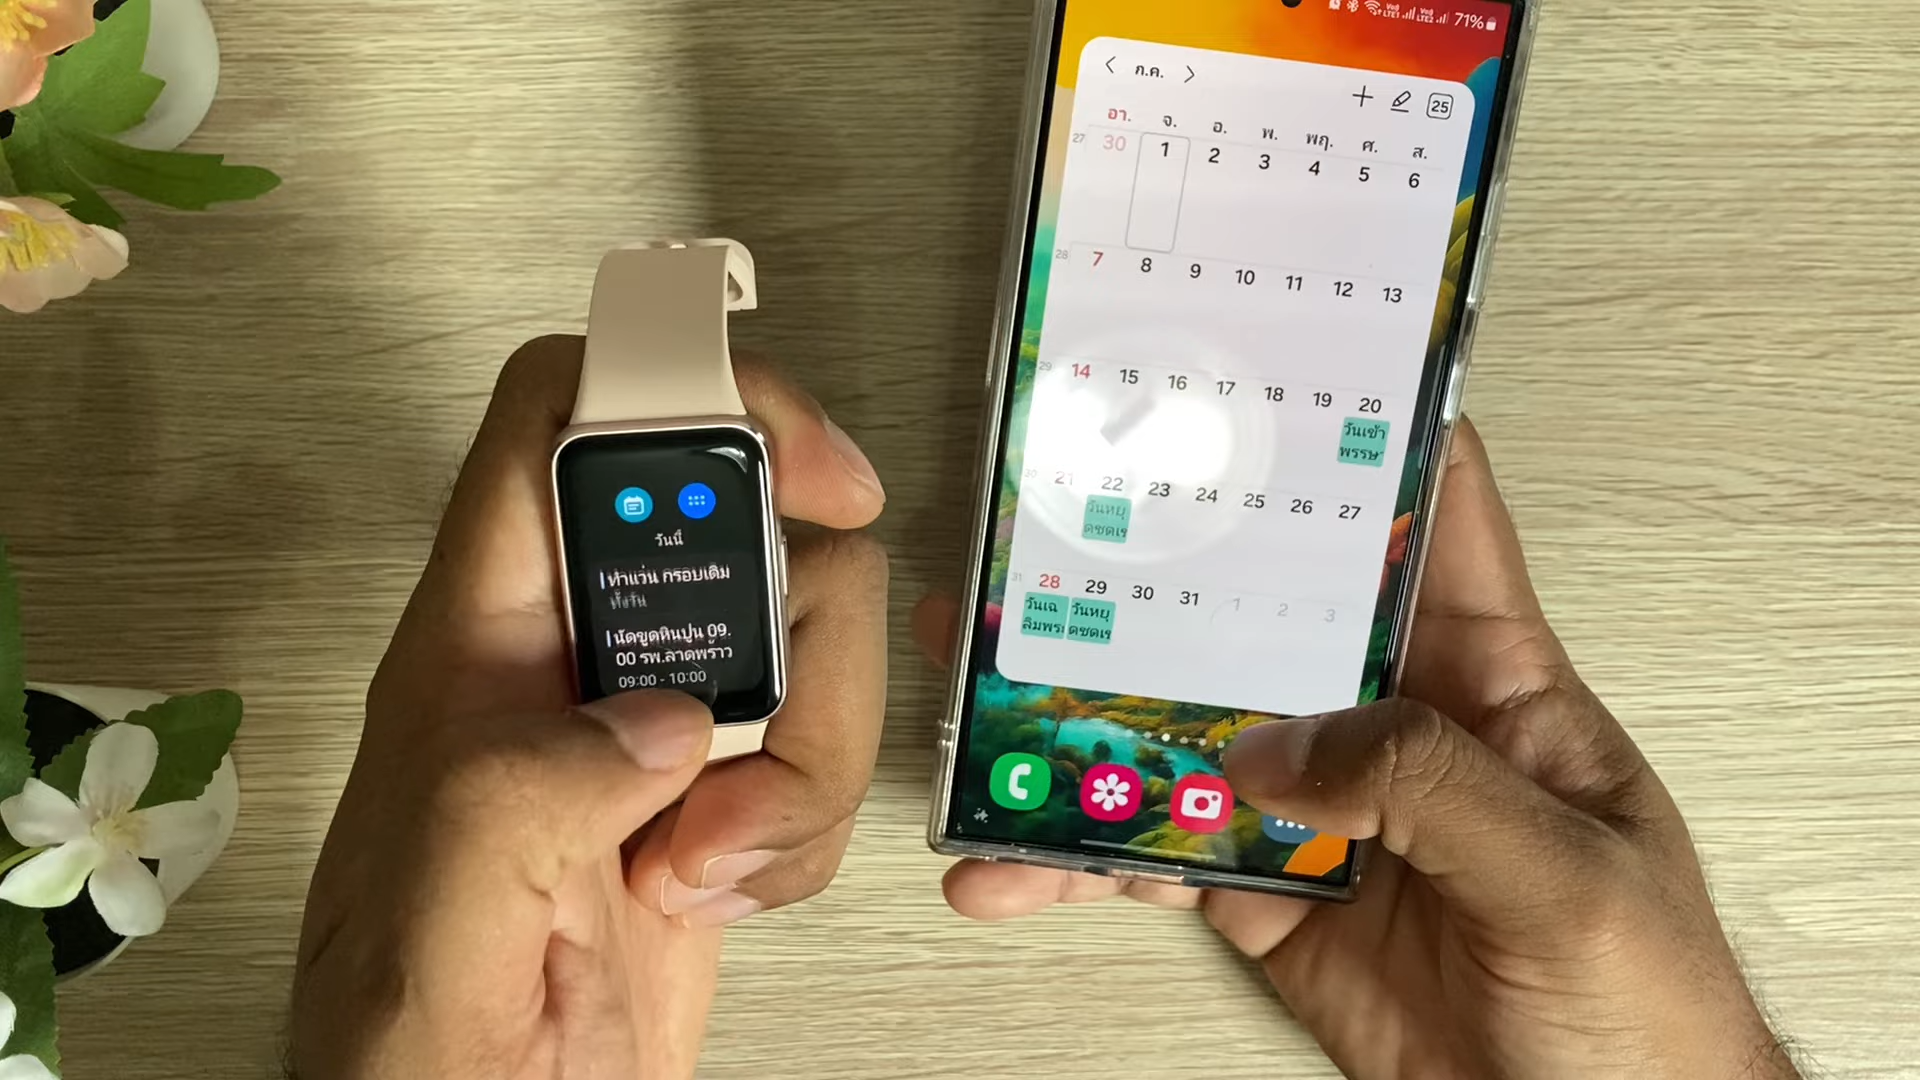 วันนี้
ทำแว่น กรอบเดิม
ทั้งวัน
นัดขูดหินปูน 09.
00 รพ.ลาดพร้าว
09:00 - 10:00
71%
ก.ค.
25
อา. จ. อ. พ. พฤ. ศ. ส.
27 30 1 2 3 4 5 6
28 7 8 9 10 11 12 13
29 14 15 16 17 18 19 20
วันเข้า
พรรษา
30 21 22 23 24 25 26 27
วันหยุ
ดชดเช
31 28 29 30 31 1 2 3
วันเฉ วันหยุ
ลิมพระ ดชดเช